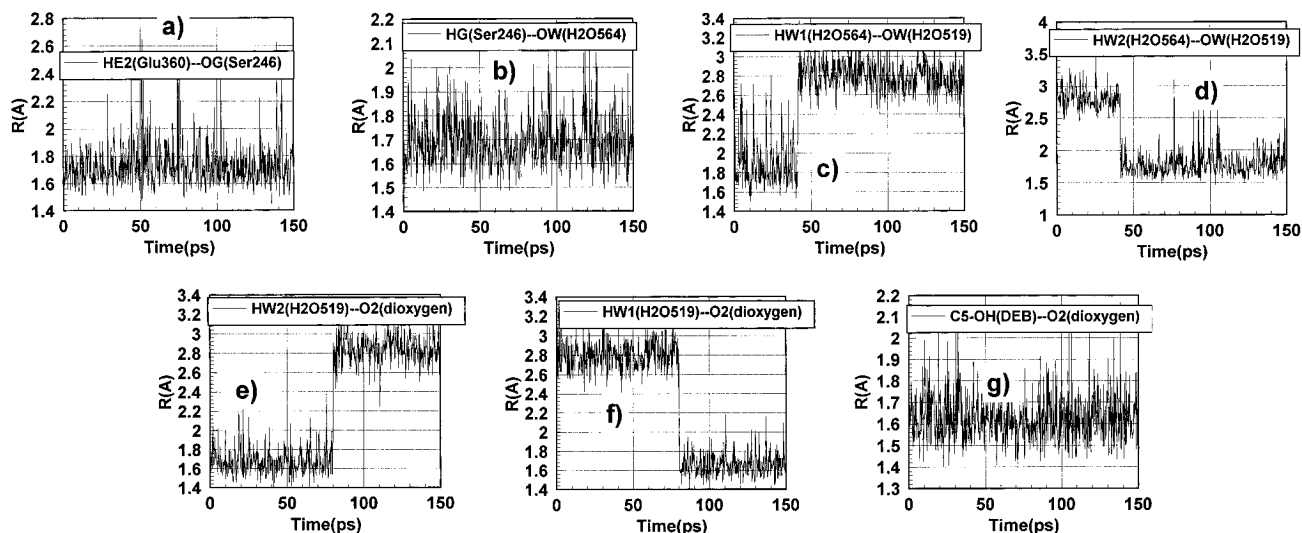 a)
HE2(Glu360)--OG(Ser246)
R(A)
2.8
2.6
2.4
2.2
2
1.8
1.6
1.4
0 50 100 150
Time(ps)
b)
HG(Ser246)--OW(H2O564)
R(A)
2.2
2.1
2
1.9
1.8
1.7
1.6
1.5
1.4
0 50 100 150
Time(ps)
c)
HW1(H2O564)--OW(H2O519)
R(A)
3.4
3.2
3
2.8
2.6
2.4
2.2
2
1.8
1.6
1.4
0 50 100 150
Time(ps)
d)
HW2(H2O564)--OW(H2O519)
R(A)
4
3.5
3
2.5
2
1.5
1
0 50 100 150
Time(ps)
e)
HW2(H2O519)--O2(dioxygen)
R(A)
3.4
3.2
3
2.8
2.6
2.4
2.2
2
1.8
1.6
1.4
0 50 100 150
Time(ps)
f)
HW1(H2O519)--O2(dioxygen)
R(A)
3.4
3.2
3
2.8
2.6
2.4
2.2
2
1.8
1.6
1.4
0 50 100 150
Time(ps)
g)
C5-OH(DEB)--O2(dioxygen)
R(A)
2.2
2.1
2
1.9
1.8
1.7
1.6
1.5
1.4
1.3
0 50 100 150
Time(ps)